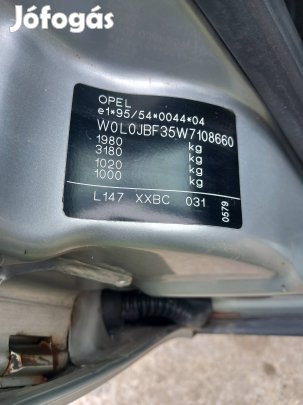 Jófogás
OPEL
e1*95/54*0044*04
W0L0JBF35W7108660
1980 kg
3180 kg
1020 kg
1000 kg
L147 XXBC 031
0579